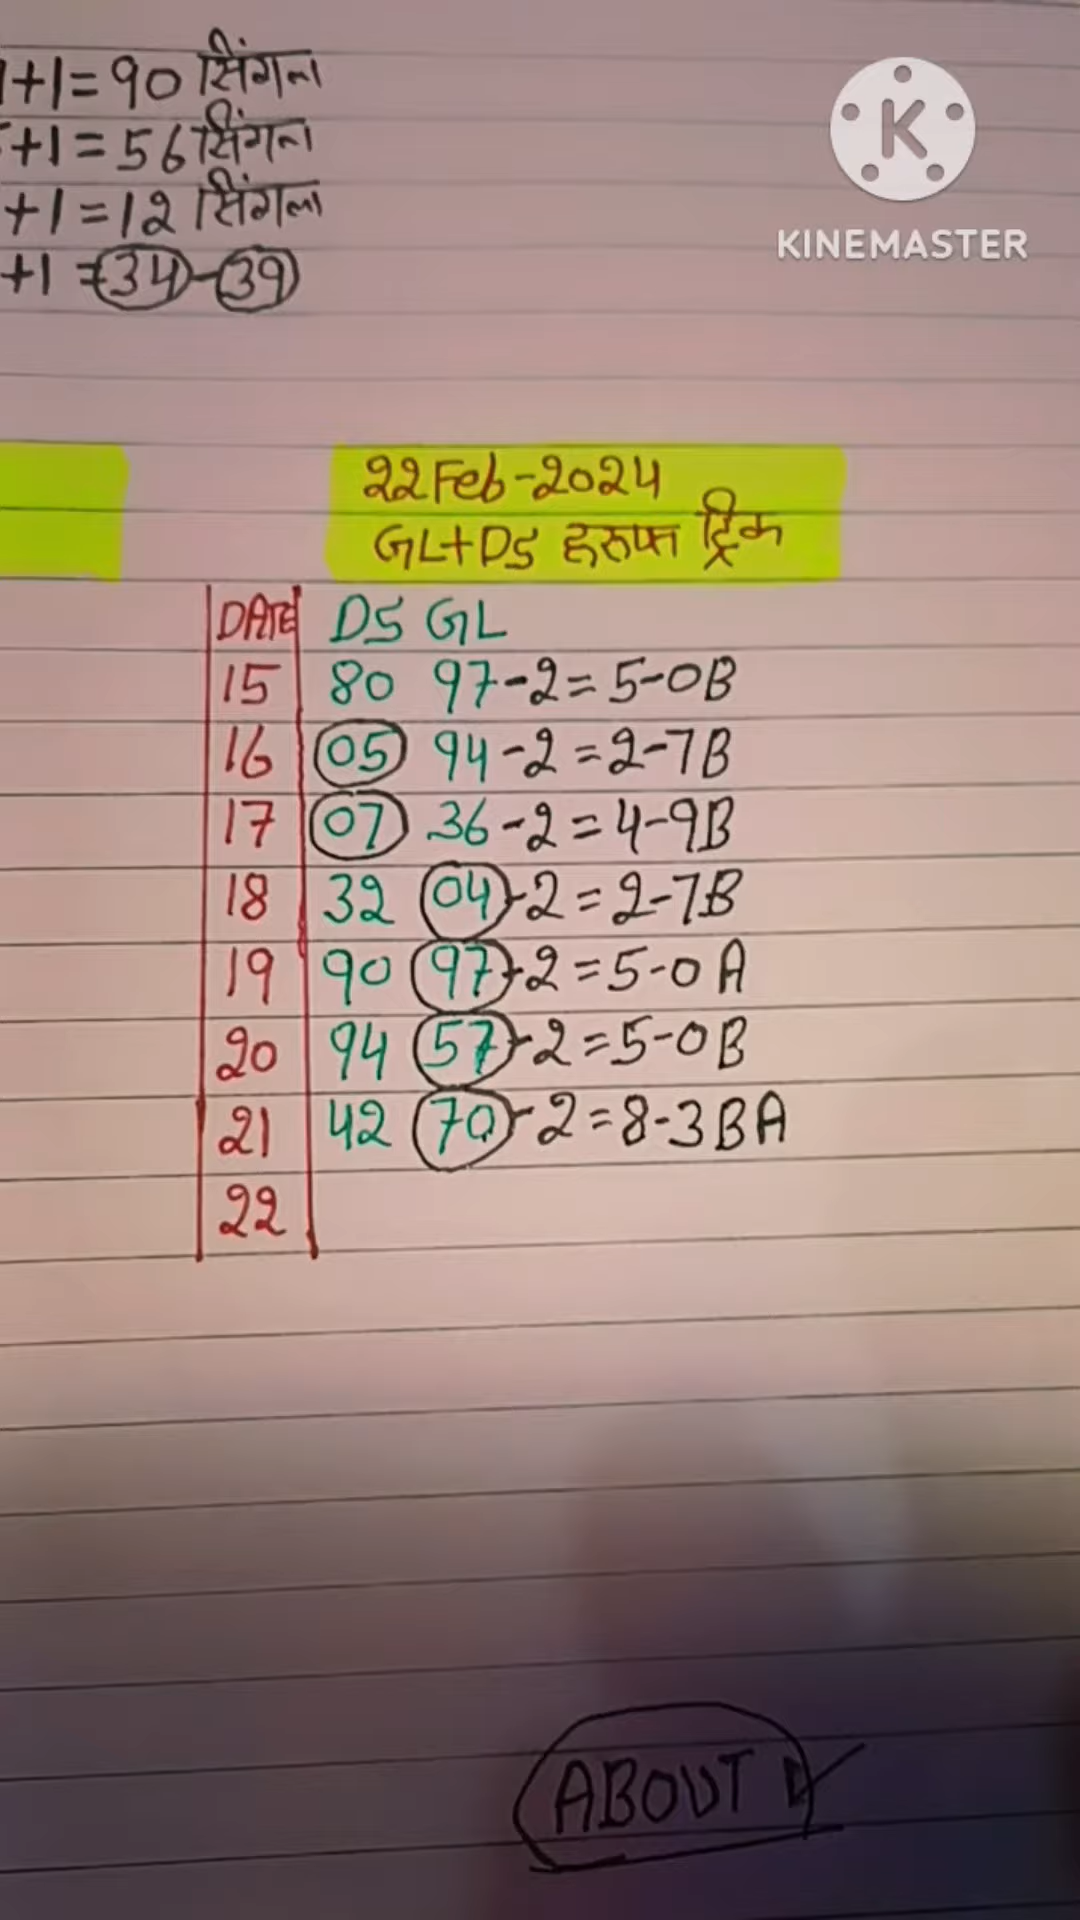 1+1=90 सिंगल
5+1=56 सिंगल
+1=12 सिंगल
+1=34-39
KINEMASTER
22Feb-2024
GL+DS हरूफ ट्रिक
DATE DS GL
15 80 97-2=5-0B
16 05 94-2=2-7B
17 07 36-2=4-9B
18 32 04-2=2-7B
19 90 97-2=5-0A
20 94 57-2=5-0B
21 42 70-2=8-3BA
22
ABOUT